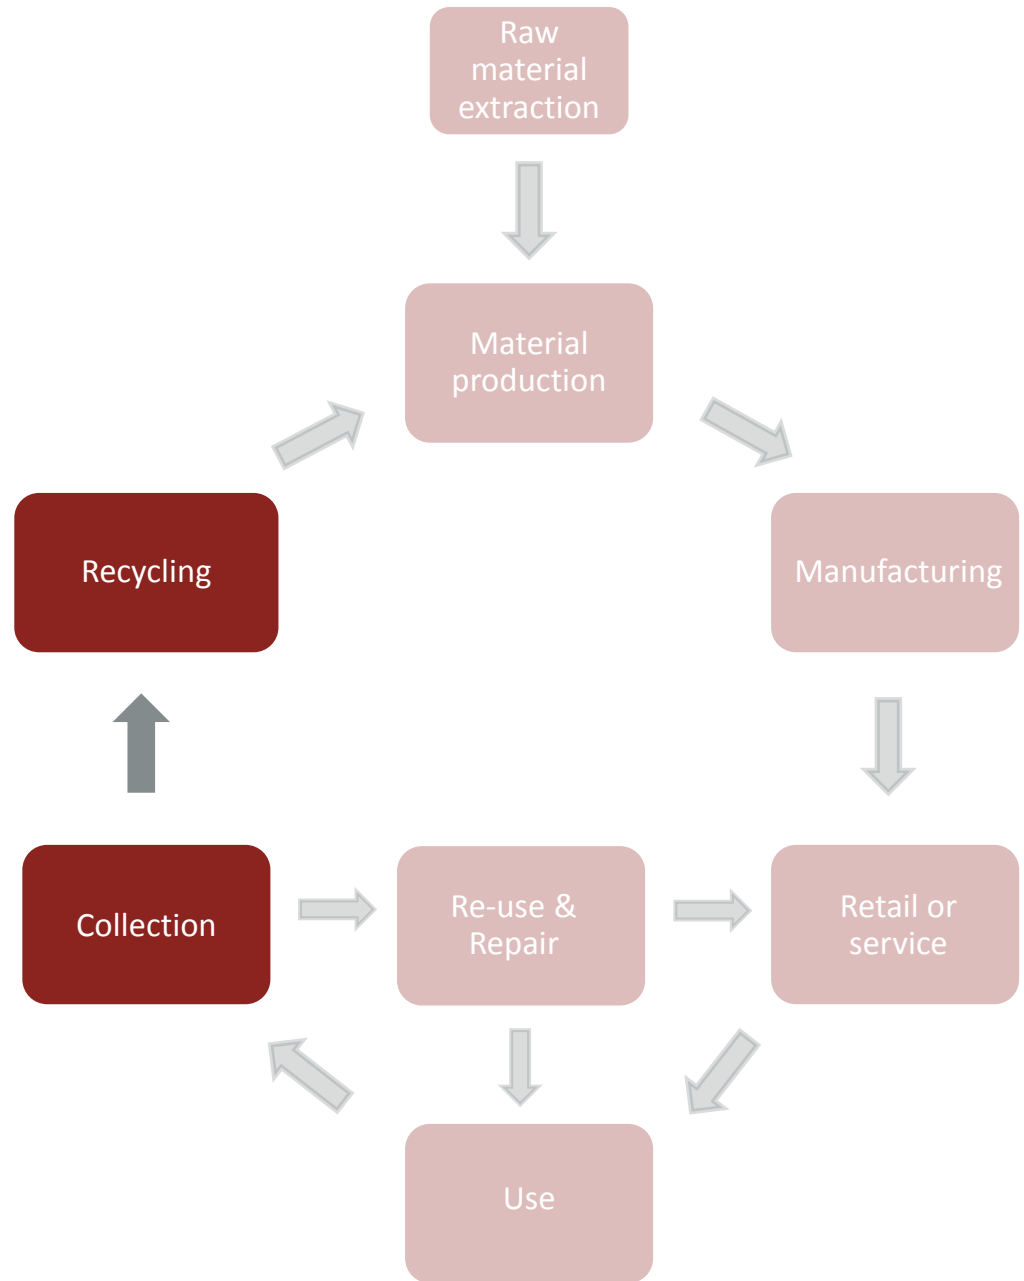 Raw
material
extraction
Material
production
Recycling
Manufacturing
Collection
Re-use &
Repair
Retail or
service
Use